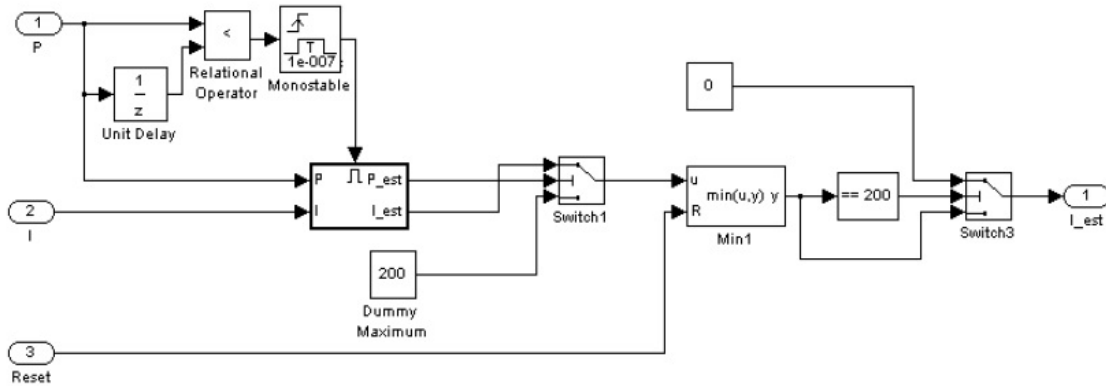 1
P
<
T
1e-007
Relational
Operator
Monostable
1
z
Unit Delay
0
P
P_est
I
I_est
2
I
Switch1
u
min(u,y) y
R
Min1
== 200
Switch3
1
I_est
200
Dummy
Maximum
3
Reset